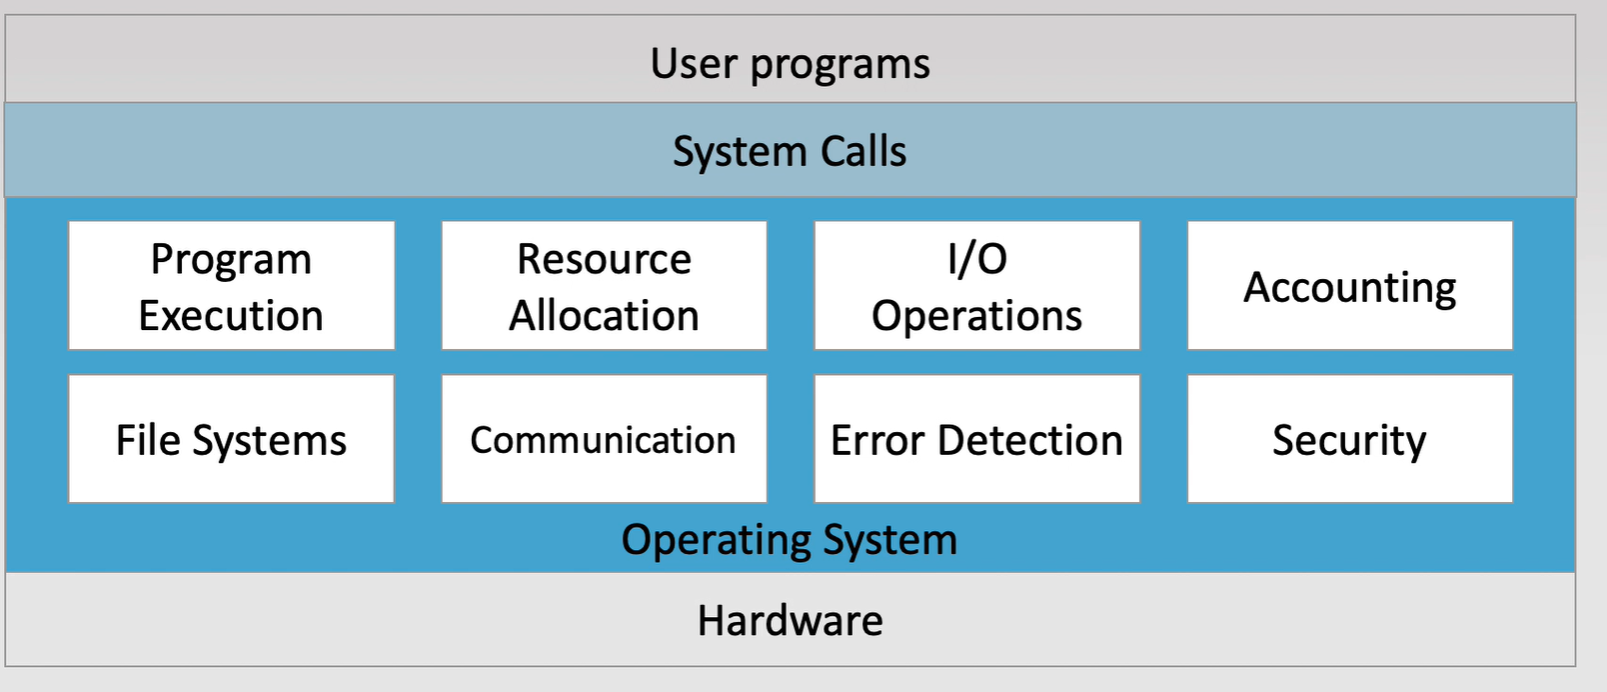 User programs
System Calls
Program
Execution
Resource
Allocation
I/O
Operations
Accounting
File Systems
Communication
Error Detection
Security
Operating System
Hardware